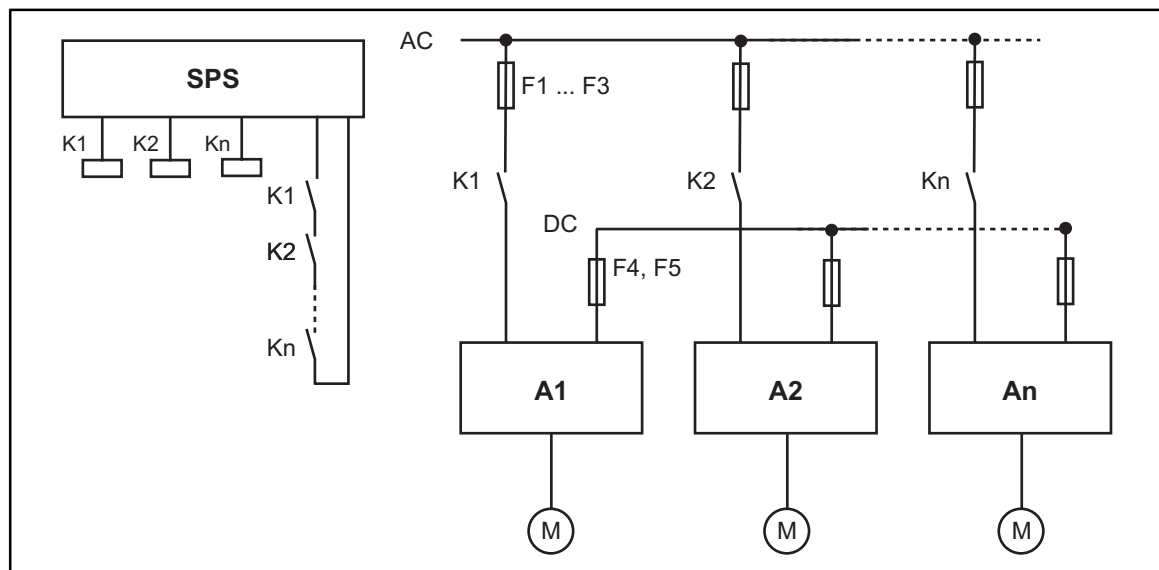 SPS
K1 K2 Kn
K1
K2
Kn
AC
F1 ... F3
K1 K2 Kn
DC
F4, F5
A1 A2 An
M M M